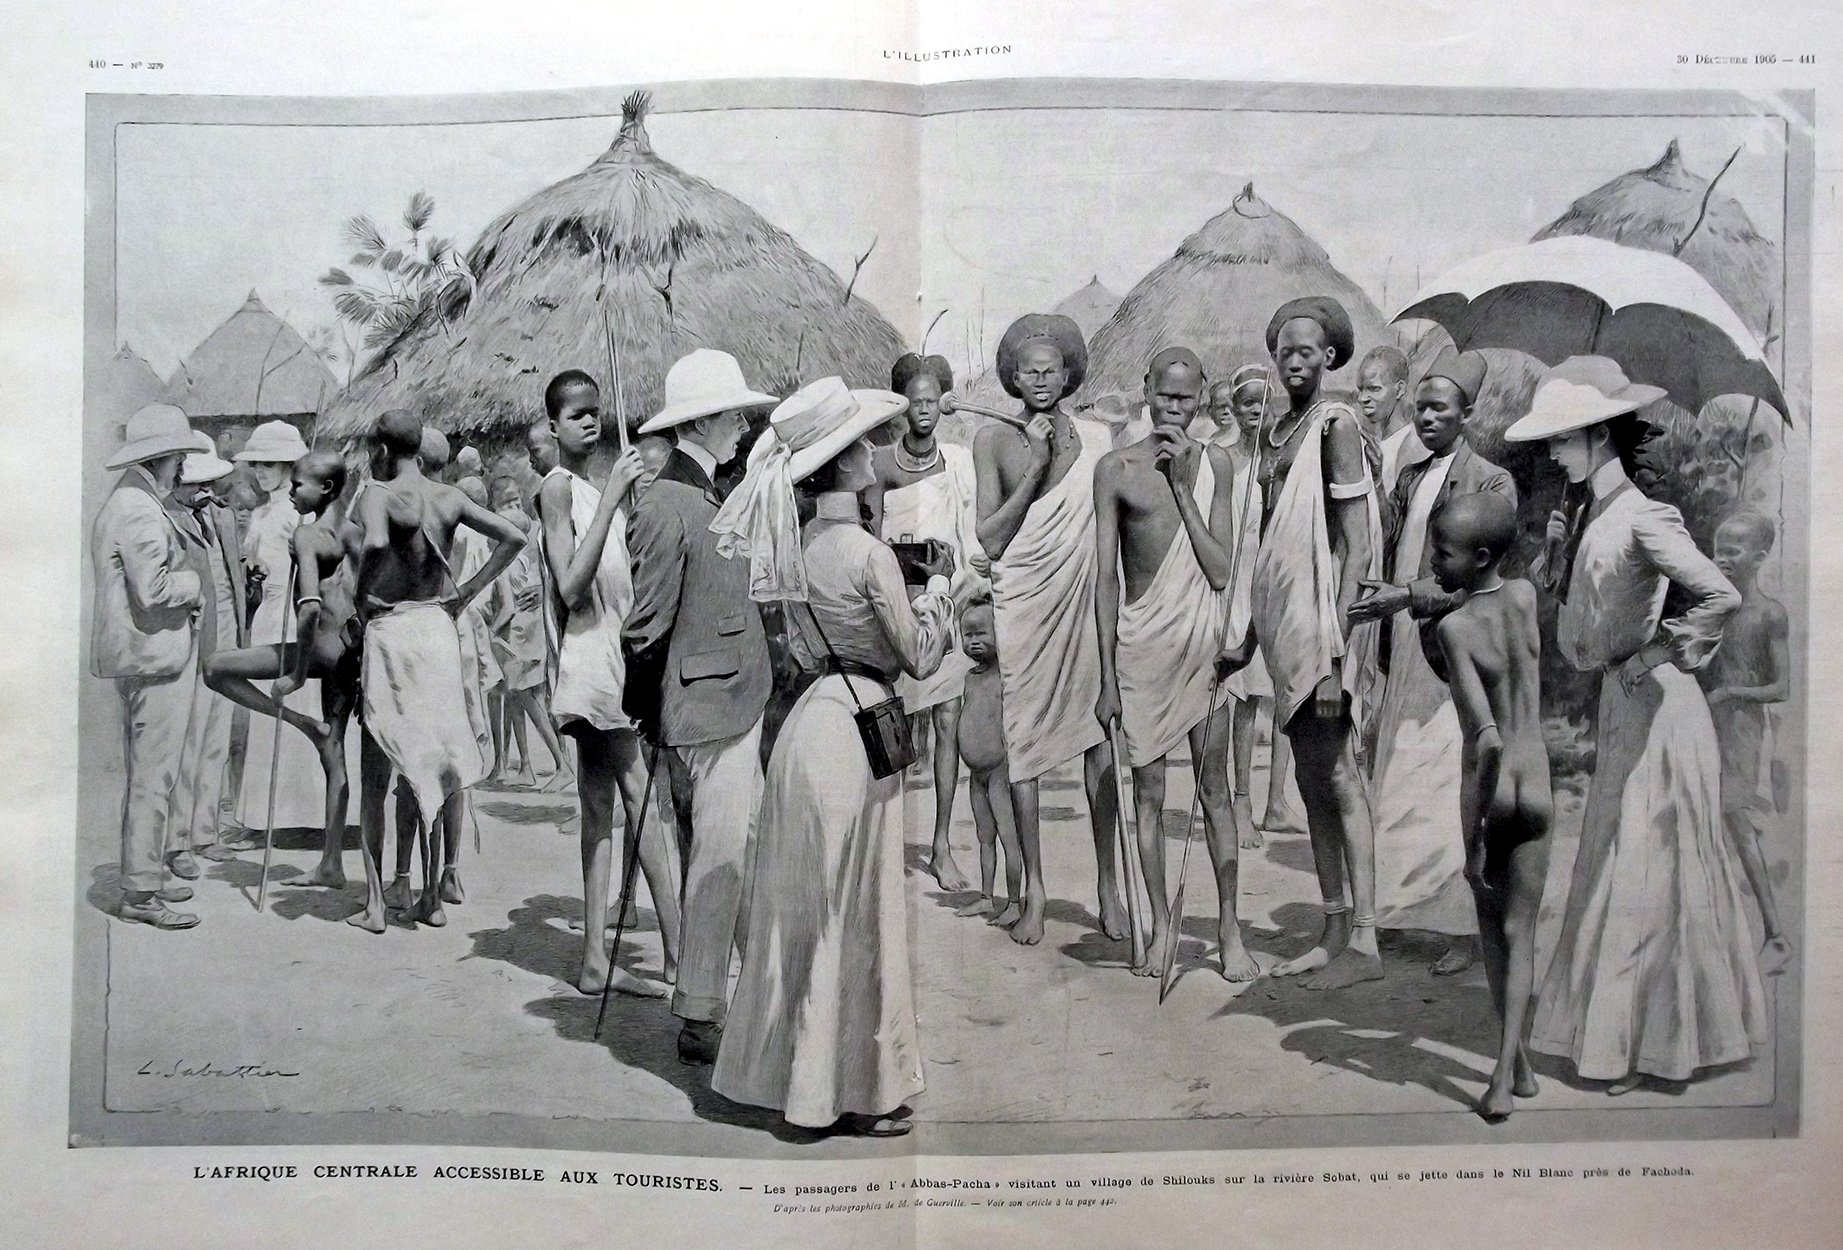 440 — Nº 3279
L'ILLUSTRATION
30 Décembre 1905 — 441
L. Sabattier
L'AFRIQUE CENTRALE ACCESSIBLE AUX TOURISTES. — Les passagers de l' « Abbas-Pacha » visitant un village de Shilouks sur la rivière Sobat, qui se jette dans le Nil Blanc près de Fachoda.
D'après les photographies de M. de Guerville. — Voir son article à la page 442.